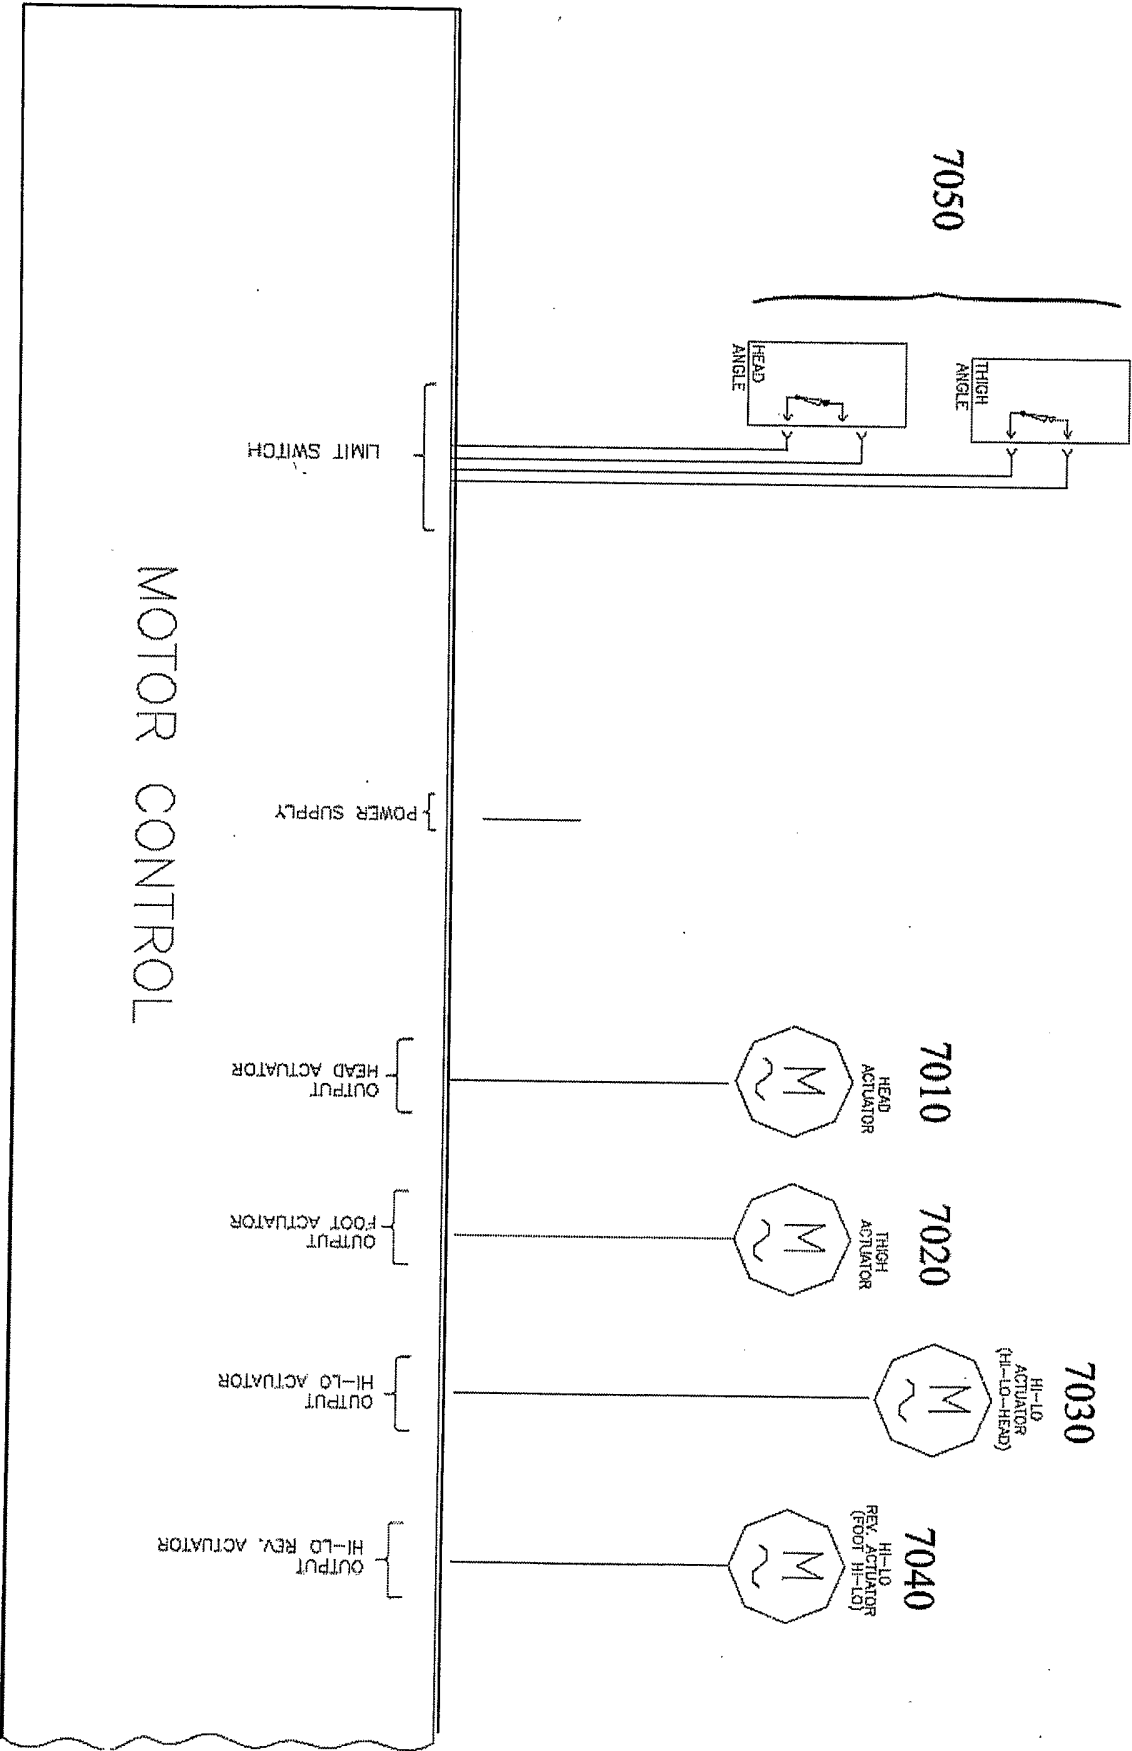 7050
THIGH
ANGLE
HEAD
ANGLE
LIMIT SWITCH
MOTOR CONTROL
POWER SUPPLY
7010
HEAD
ACTUATOR
OUTPUT
HEAD ACTUATOR
7020
THIGH
ACTUATOR
M
M
OUTPUT
FOOT ACTUATOR
7030
HI-LO
ACTUATOR
(HI-LO-HEAD)
M
OUTPUT
HI-LO ACTUATOR
7040
HI-LO
REV. ACTUATOR
(FOOT HI-LO)
M
OUTPUT
HI-LO REV. ACTUATOR